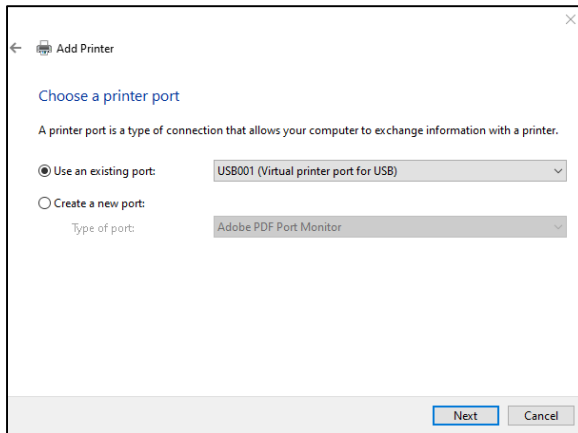 Add Printer
Choose a printer port
A printer port is a type of connection that allows your computer to exchange information with a printer.
Use an existing port: USB001 (Virtual printer port for USB)
Create a new port:
Type of port: Adobe PDF Port Monitor
Next Cancel